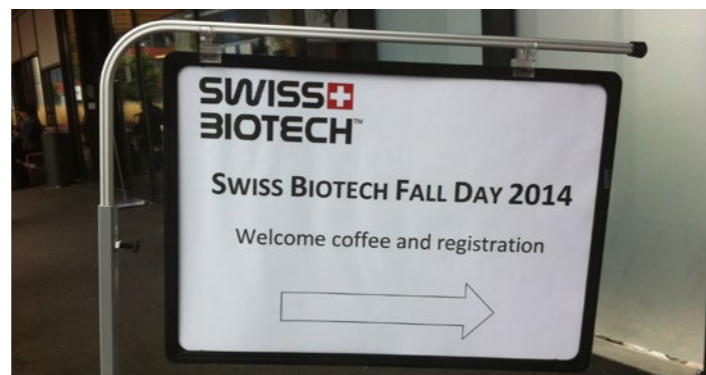 SWISS
BIOTECH™
SWISS BIOTECH FALL DAY 2014
Welcome coffee and registration